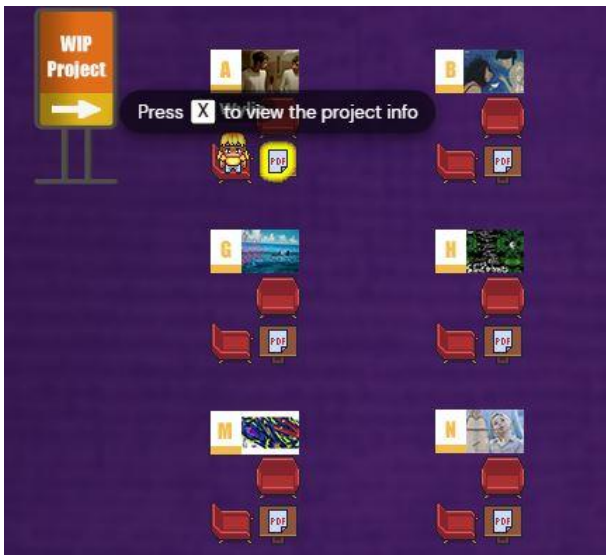 WIP
Project
A
B
Press X to view the project info
PDF
PDF
G
H
PDF
PDF
M
N
PDF
PDF